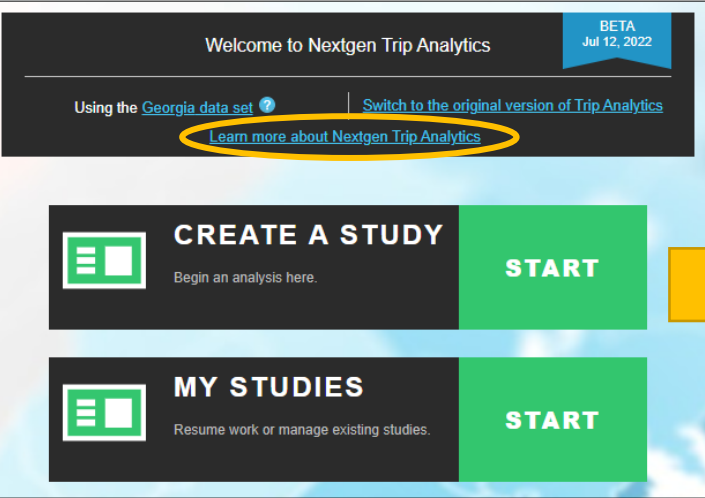 Welcome to Nextgen Trip Analytics
BETA
Jul 12, 2022
Using the Georgia data set ?
Switch to the original version of Trip Analytics
Learn more about Nextgen Trip Analytics
CREATE A STUDY
Begin an analysis here.
START
MY STUDIES
Resume work or manage existing studies.
START